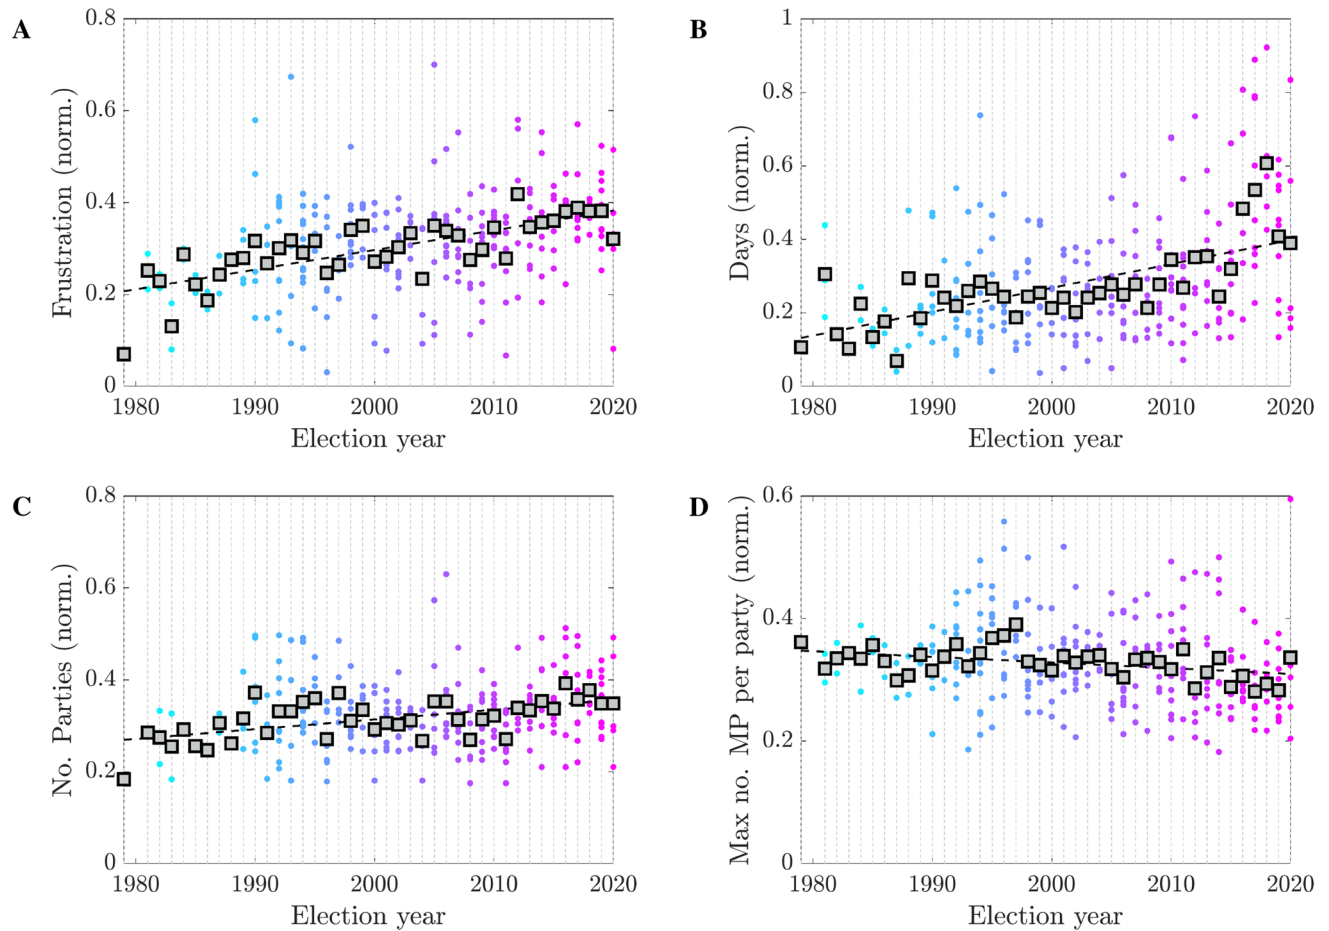 A
Frustration (norm.)
0.8
0.6
0.4
0.2
0
1980 1990 2000 2010 2020
Election year
B
Days (norm.)
1
0.8
0.6
0.4
0.2
0
1980 1990 2000 2010 2020
Election year
C
No. Parties (norm.)
0.8
0.6
0.4
0.2
0
1980 1990 2000 2010 2020
Election year
D
Max no. MP per party (norm.)
0.6
0.4
0.2
0
1980 1990 2000 2010 2020
Election year